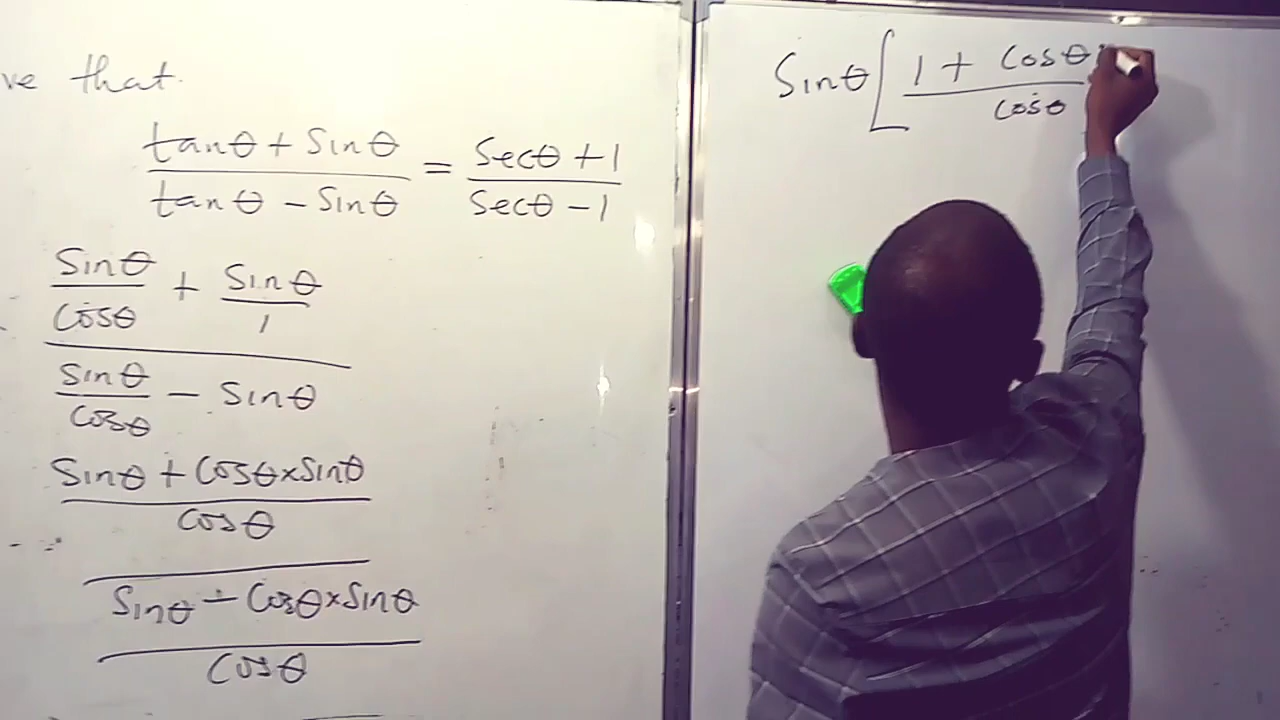 ve that.
tanθ + Sinθ = Secθ + 1
tanθ - Sinθ Secθ - 1
Sinθ + Sinθ
Cosθ 1
Sinθ - Sinθ
Cosθ
Sinθ + Cosθ×Sinθ
Cosθ
Sinθ - Cosθ×Sinθ
Cosθ
Sinθ [ 1 + Cosθ
Cosθ